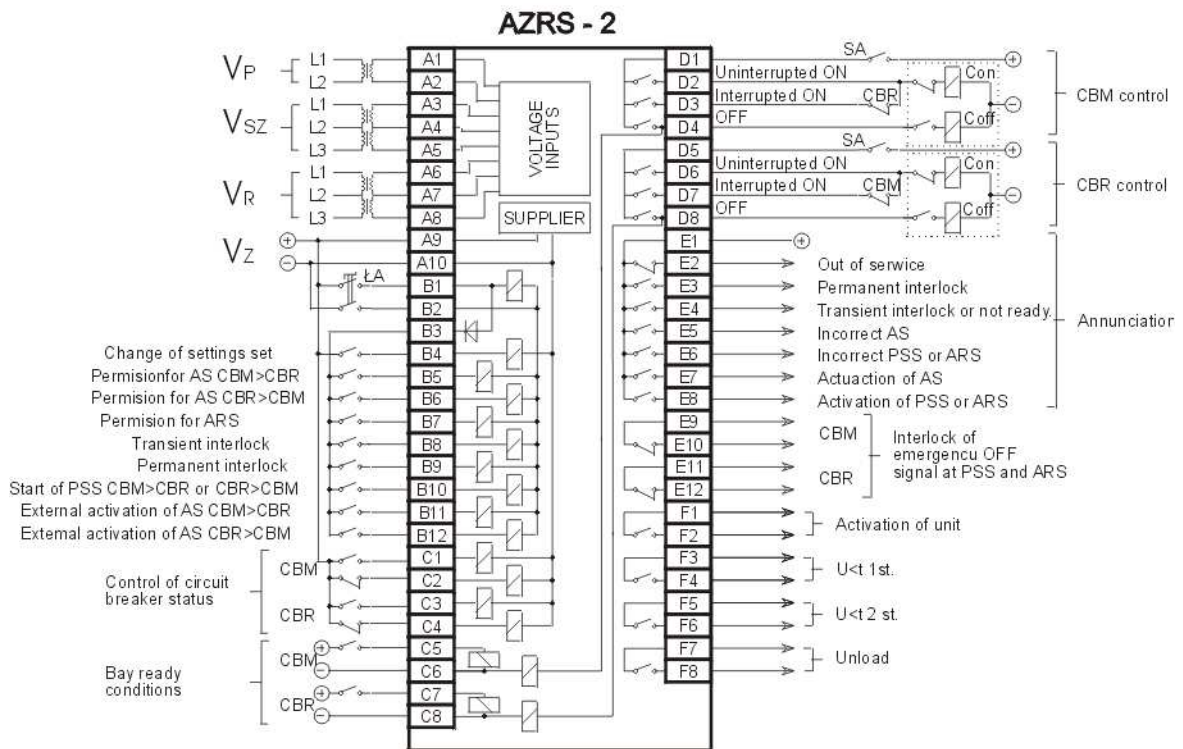 AZRS - 2
VP
L1
L2
VSZ
L1
L2
L3
VR
L1
L2
L3
VZ
+
−
ŁA
Change of settings set
Permisionfor AS CBM>CBR
Permision for AS CBR>CBM
Permision for ARS
Transient interlock
Permanent interlock
Start of PSS CBM>CBR or CBR>CBM
External activation of AS CBM>CBR
External activation of AS CBR>CBM
Control of circuit
breaker status
CBM
CBR
Bay ready
conditions
CBM
+
−
CBR
+
−
A1
A2
A3
A4
A5
A6
A7
A8
A9
A10
B1
B2
B3
B4
B5
B6
B7
B8
B9
B10
B11
B12
C1
C2
C3
C4
C5
C6
C7
C8
VOLTAGE
INPUTS
SUPPLIER
D1
D2
D3
D4
D5
D6
D7
D8
E1
E2
E3
E4
E5
E6
E7
E8
E9
E10
E11
E12
F1
F2
F3
F4
F5
F6
F7
F8
SA
+
Uninterrupted ON
Con
Interrupted ON
CBR
−
OFF
Coff
CBM control
SA
+
Uninterrupted ON
Con
Interrupted ON
CBM
−
OFF
Coff
CBR control
+
Out of serwice
Permanent interlock
Transient interlock or not ready
Incorrect AS
Incorrect PSS or ARS
Actuaction of AS
Activation of PSS or ARS
Annunciation
CBM
CBR
Interlock of
emergencu OFF
signal at PSS and ARS
Activation of unit
U<t 1st.
U<t 2 st.
Unload